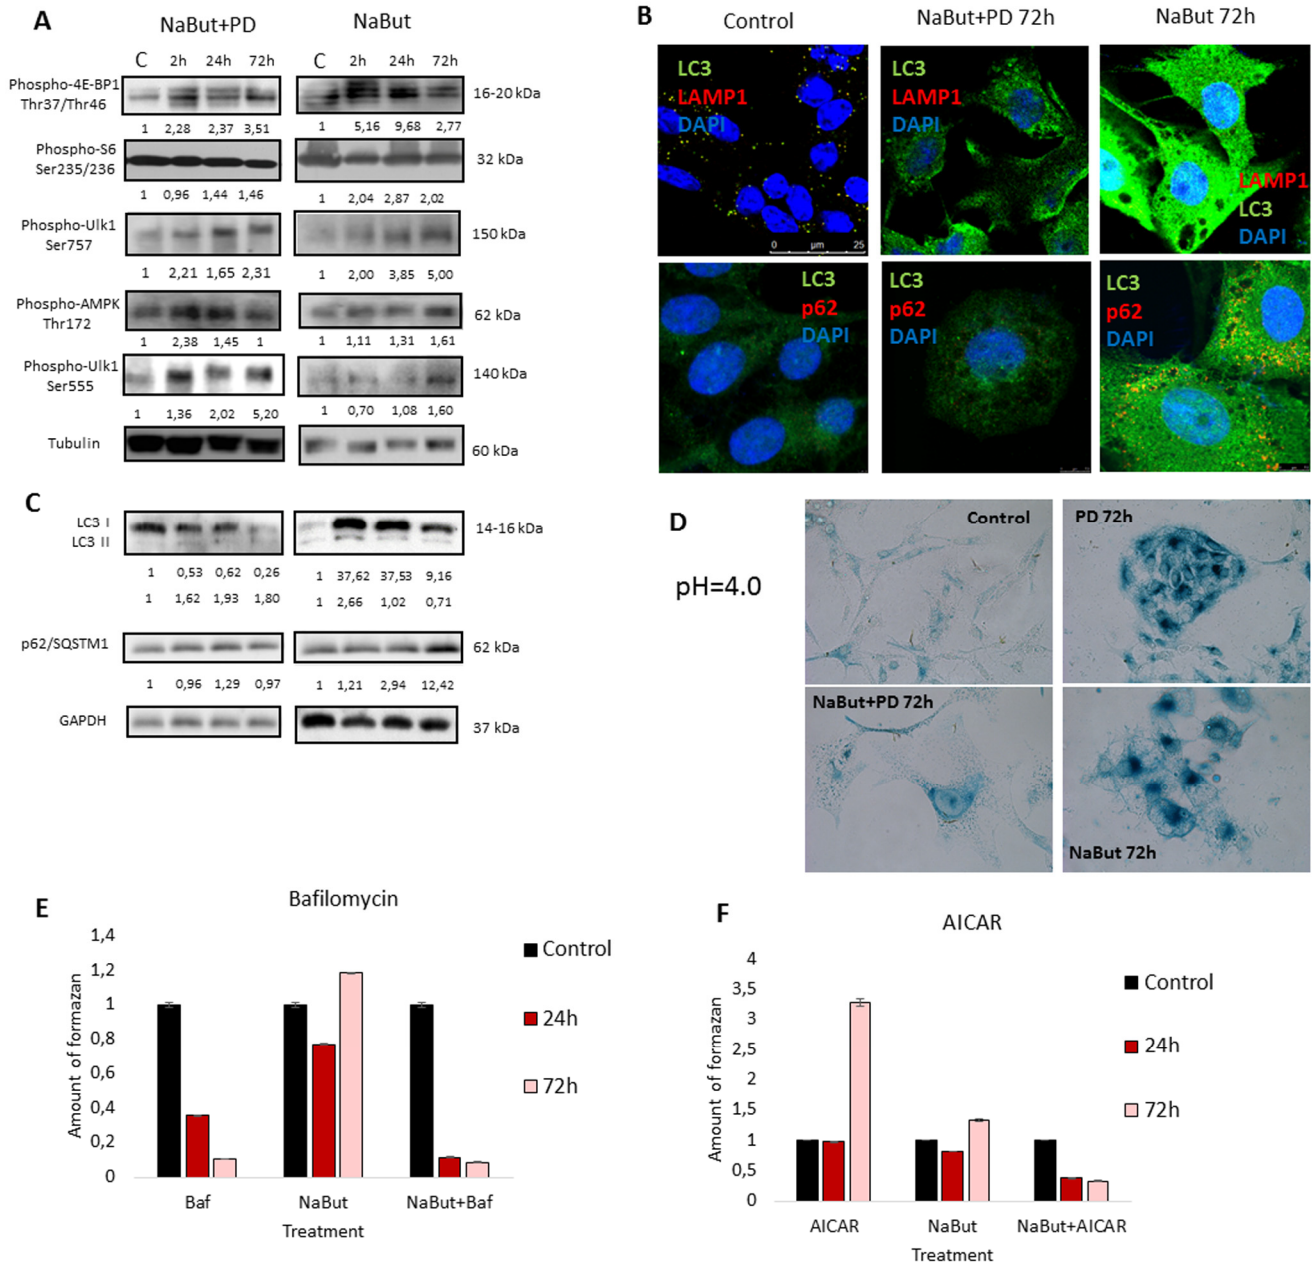 A
NaBut+PD
NaBut
C 2h 24h 72h
C 2h 24h 72h
Phospho-4E-BP1
Thr37/Thr46
16-20 kDa
1 2,28 2,37 3,51
1 5,16 9,68 2,77
Phospho-S6
Ser235/236
32 kDa
1 0,96 1,44 1,46
1 2,04 2,87 2,02
Phospho-Ulk1
Ser757
150 kDa
1 2,21 1,65 2,31
1 2,00 3,85 5,00
Phospho-AMPK
Thr172
62 kDa
1 2,38 1,45 1
1 1,11 1,31 1,61
Phospho-Ulk1
Ser555
140 kDa
1 1,36 2,02 5,20
1 0,70 1,08 1,60
Tubulin
60 kDa
B
Control
NaBut+PD 72h
NaBut 72h
LC3
LAMP1
DAPI
0 µm 25
LC3
LAMP1
DAPI
LAMP1
LC3
DAPI
LC3
p62
DAPI
LC3
p62
DAPI
LC3
p62
DAPI
C
LC3 I
LC3 II
14-16 kDa
1 0,53 0,62 0,26
1 37,62 37,53 9,16
1 1,62 1,93 1,80
1 2,66 1,02 0,71
p62/SQSTM1
62 kDa
1 0,96 1,29 0,97
1 1,21 2,94 12,42
GAPDH
37 kDa
D
pH=4.0
Control
PD 72h
NaBut+PD 72h
NaBut 72h
E
Bafilomycin
Amount of formazan
1,4
1,2
1
0,8
0,6
0,4
0,2
0
Baf NaBut NaBut+Baf
Treatment
Control
24h
72h
F
AICAR
Amount of formazan
4
3,5
3
2,5
2
1,5
1
0,5
0
AICAR NaBut NaBut+AICAR
Treatment
Control
24h
72h